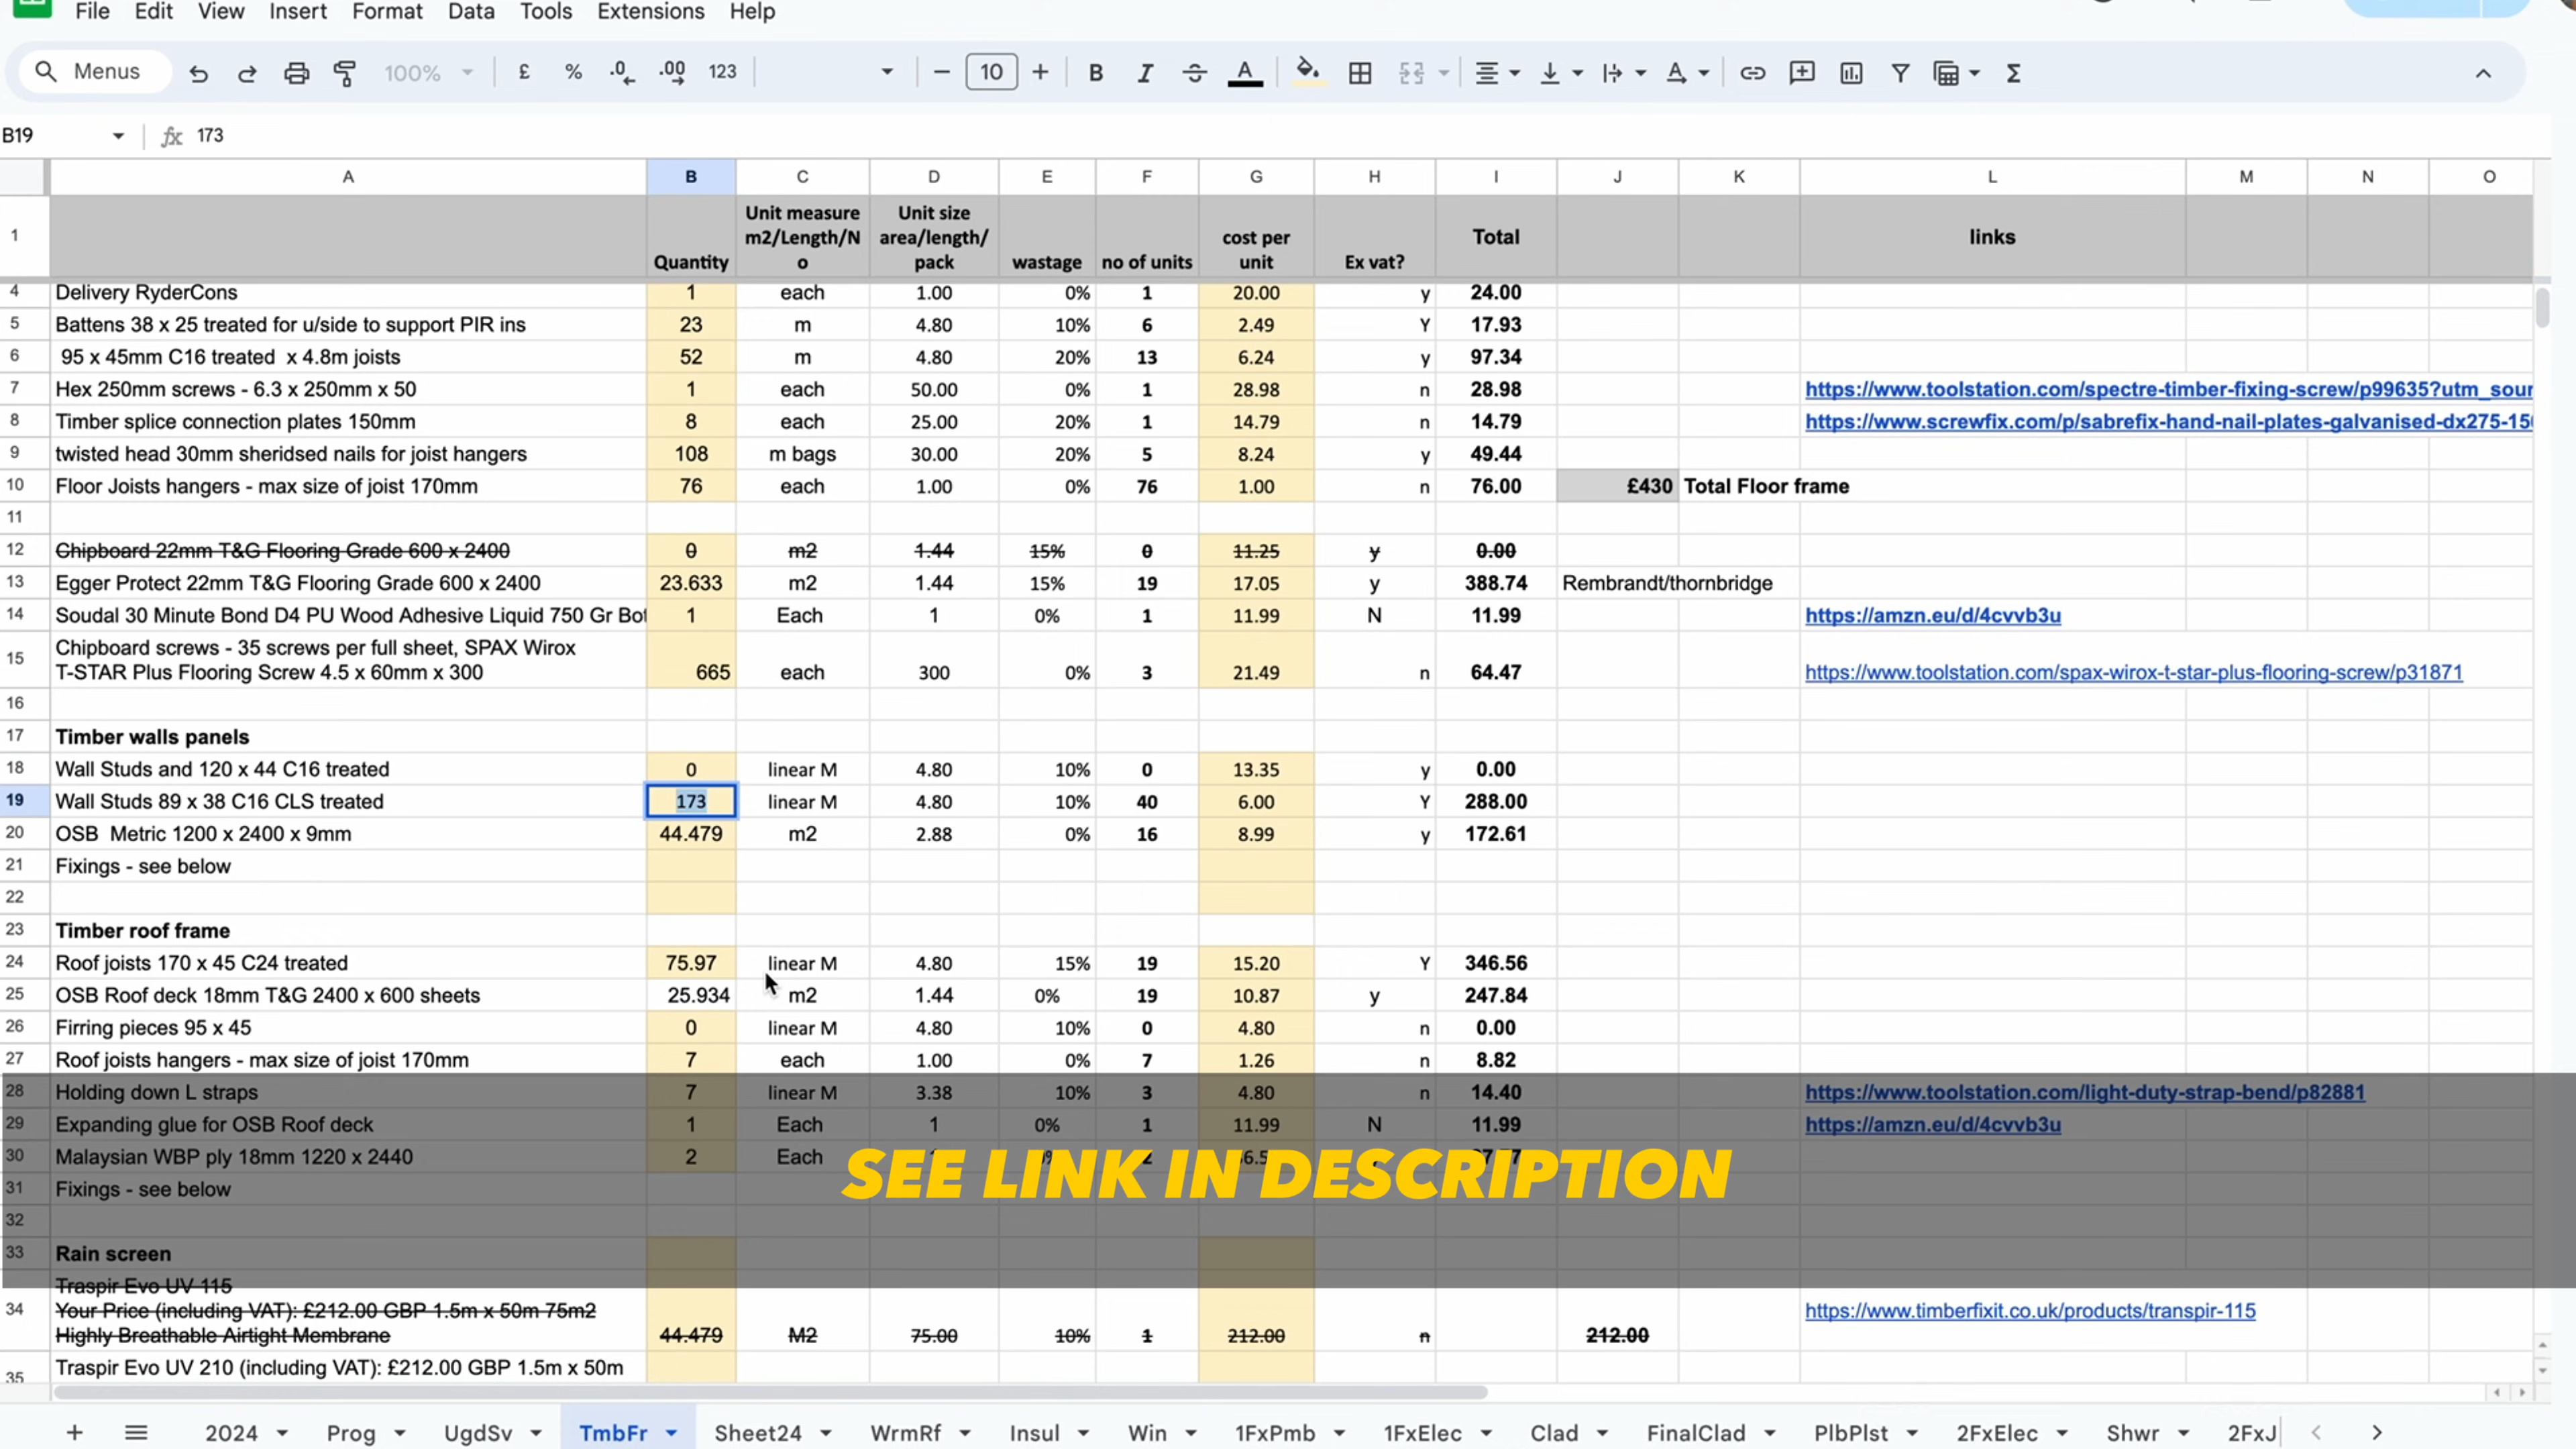 File Edit View Insert Format Data Tools Extensions Help
Menus 100% £ % .0 .00 123 10 B I A Σ
B19 fx 173
A B C D E F G H I J K L M N O
1 Quantity Unit measure m2/Length/No Unit size area/length/pack wastage no of units cost per unit Ex vat? Total links
4 Delivery RyderCons 1 each 1.00 0% 1 20.00 y 24.00
5 Battens 38 x 25 treated for u/side to support PIR ins 23 m 4.80 10% 6 2.49 Y 17.93
6 95 x 45mm C16 treated x 4.8m joists 52 m 4.80 20% 13 6.24 y 97.34
7 Hex 250mm screws - 6.3 x 250mm x 50 1 each 50.00 0% 1 28.98 n 28.98 https://www.toolstation.com/spectre-timber-fixing-screw/p99635?utm_sour
8 Timber splice connection plates 150mm 8 each 25.00 20% 1 14.79 n 14.79 https://www.screwfix.com/p/sabrefix-hand-nail-plates-galvanised-dx275-15
9 twisted head 30mm sheridsed nails for joist hangers 108 m bags 30.00 20% 5 8.24 y 49.44
10 Floor Joists hangers - max size of joist 170mm 76 each 1.00 0% 76 1.00 n 76.00 £430 Total Floor frame
11
12 Chipboard 22mm T&G Flooring Grade 600 x 2400 0 m2 1.44 15% 0 11.25 y 0.00
13 Egger Protect 22mm T&G Flooring Grade 600 x 2400 23.633 m2 1.44 15% 19 17.05 y 388.74 Rembrandt/thornbridge
14 Soudal 30 Minute Bond D4 PU Wood Adhesive Liquid 750 Gr Bot 1 Each 1 0% 1 11.99 N 11.99 https://amzn.eu/d/4cvvb3u
Chipboard screws - 35 screws per full sheet, SPAX Wirox
15 T-STAR Plus Flooring Screw 4.5 x 60mm x 300 665 each 300 0% 3 21.49 n 64.47 https://www.toolstation.com/spax-wirox-t-star-plus-flooring-screw/p31871
16
17 Timber walls panels
18 Wall Studs and 120 x 44 C16 treated 0 linear M 4.80 10% 0 13.35 y 0.00
19 Wall Studs 89 x 38 C16 CLS treated 173 linear M 4.80 10% 40 6.00 Y 288.00
20 OSB Metric 1200 x 2400 x 9mm 44.479 m2 2.88 0% 16 8.99 y 172.61
21 Fixings - see below
22
23 Timber roof frame
24 Roof joists 170 x 45 C24 treated 75.97 linear M 4.80 15% 19 15.20 Y 346.56
25 OSB Roof deck 18mm T&G 2400 x 600 sheets 25.934 m2 1.44 0% 19 10.87 y 247.84
26 Firring pieces 95 x 45 0 linear M 4.80 10% 0 4.80 n 0.00
27 Roof joists hangers - max size of joist 170mm 7 each 1.00 0% 7 1.26 n 8.82
28 Holding down L straps 7 linear M 3.38 10% 3 4.80 n 14.40 https://www.toolstation.com/light-duty-strap-bend/p82881
29 Expanding glue for OSB Roof deck 1 Each 1 0% 1 11.99 N 11.99 https://amzn.eu/d/4cvvb3u
30 Malaysian WBP ply 18mm 1220 x 2440 2 Each
SEE LINK IN DESCRIPTION
31 Fixings - see below
32
33 Rain screen
Traspir Evo UV 115
34 Your Price (including VAT): £212.00 GBP 1.5m x 50m 75m2 https://www.timberfixit.co.uk/products/transpir-115
Highly Breathable Airtight Membrane 44.479 M2 75.00 10% 1 212.00 n 212.00
35 Traspir Evo UV 210 (including VAT): £212.00 GBP 1.5m x 50m
2024 Prog UgdSv TmbFr Sheet24 WrmRf Insul Win 1FxPmb 1FxElec Clad FinalClad PlbPlst 2FxElec Shwr 2FxJ